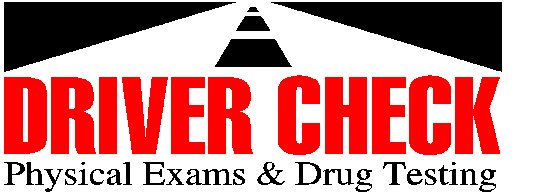 DRIVER CHECK
Physical Exams & Drug Testing